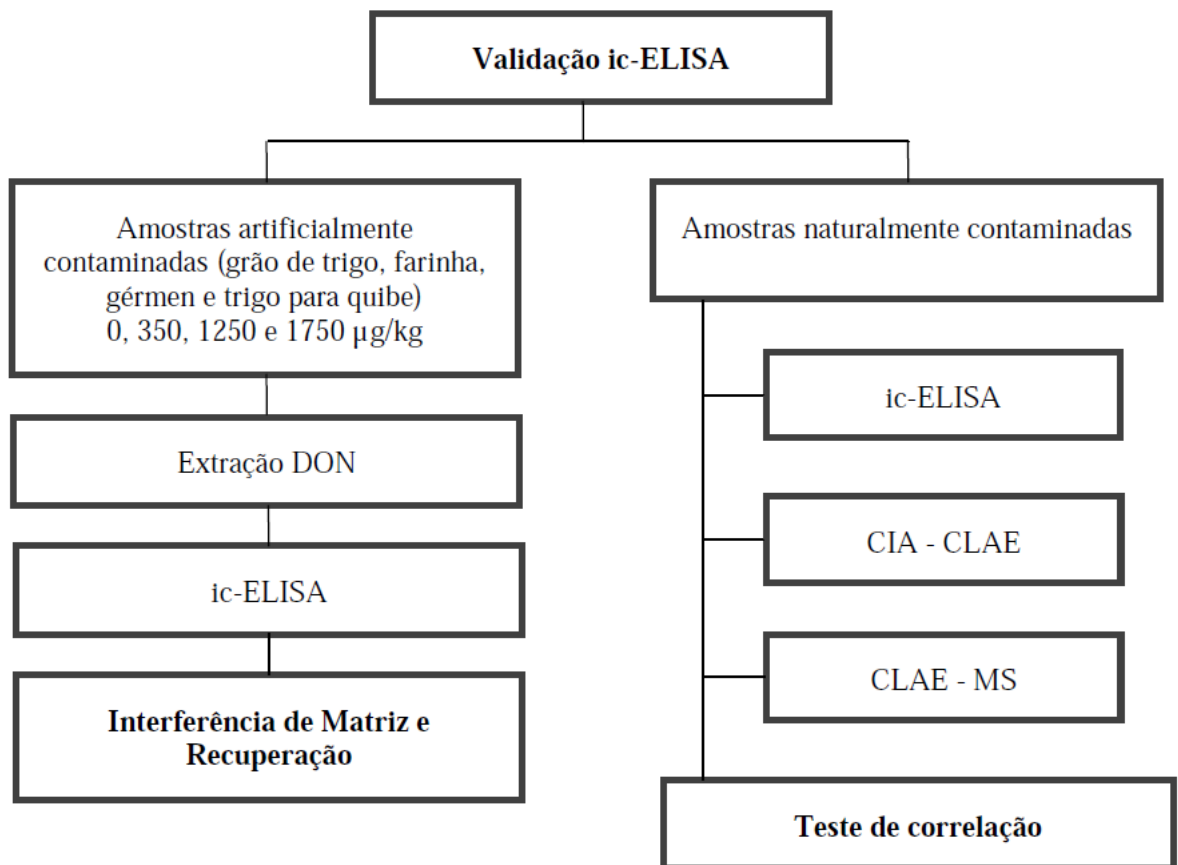 Validação ic-ELISA
Amostras artificialmente
contaminadas (grão de trigo, farinha,
gérmen e trigo para quibe)
0, 350, 1250 e 1750 µg/kg
Extração DON
ic-ELISA
Interferência de Matriz e
Recuperação
Amostras naturalmente contaminadas
ic-ELISA
CIA - CLAE
CLAE - MS
Teste de correlação